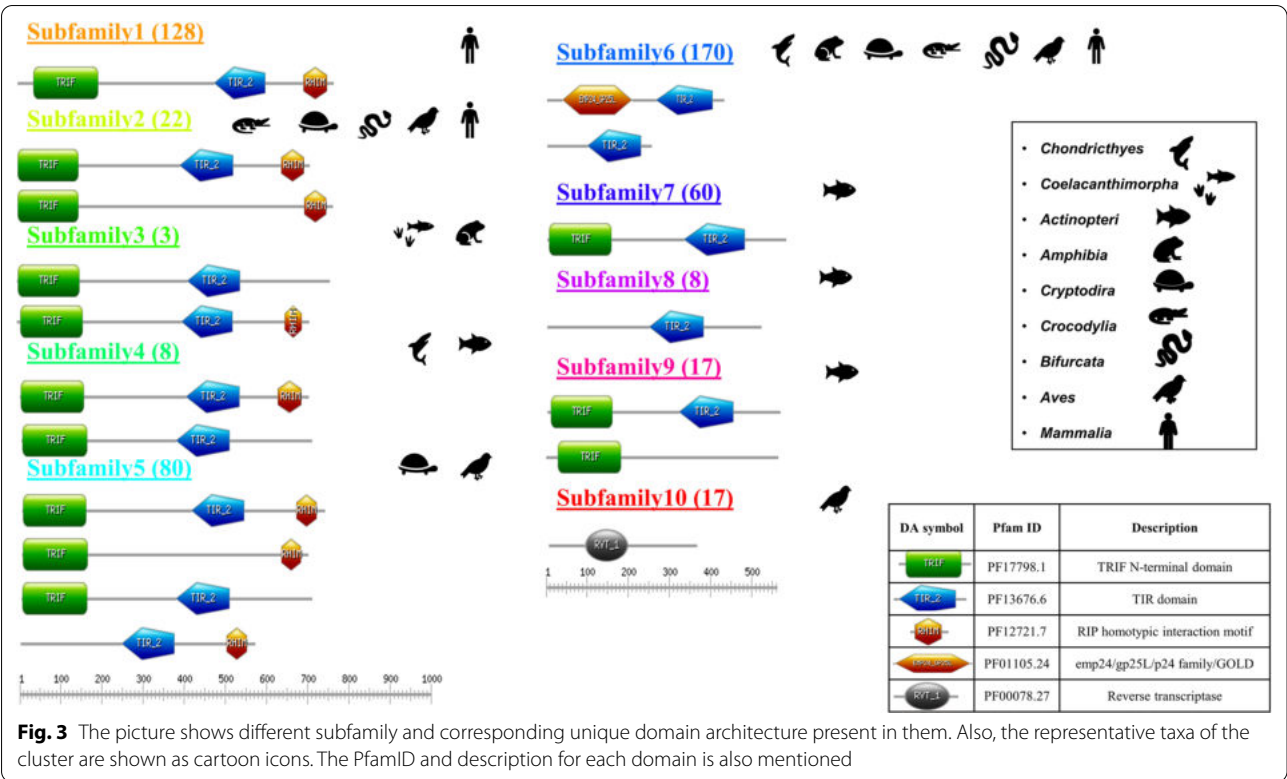 Subfamily1 (128)
TRIF TIR_2 RHIM
Subfamily2 (22)
TRIF TIR_2 RHIM
TRIF RHIM
Subfamily3 (3)
TRIF TIR_2
TRIF TIR_2 RHIM
Subfamily4 (8)
TRIF TIR_2 RHIM
TRIF TIR_2
Subfamily5 (80)
TRIF TIR_2 RHIM
TRIF RHIM
TRIF TIR_2
TIR_2 RHIM
1 100 200 300 400 500 600 700 800 900 1000
Subfamily6 (170)
EMP24_GP25L TIR_2
TIR_2
Subfamily7 (60)
TRIF TIR_2
Subfamily8 (8)
TIR_2
Subfamily9 (17)
TRIF TIR_2
TRIF
Subfamily10 (17)
RVT_1
1 100 200 300 400 500
• Chondricthyes
• Coelacanthimorpha
• Actinopteri
• Amphibia
• Cryptodira
• Crocodylia
• Bifurcata
• Aves
• Mammalia
DA symbol Pfam ID Description
TRIF PF17798.1 TRIF N-terminal domain
TIR_2 PF13676.6 TIR domain
RHIM PF12721.7 RIP homotypic interaction motif
EMP24_GP25L PF01105.24 emp24/gp25L/p24 family/GOLD
RVT_1 PF00078.27 Reverse transcriptase
Fig. 3 The picture shows different subfamily and corresponding unique domain architecture present in them. Also, the representative taxa of the
cluster are shown as cartoon icons. The PfamID and description for each domain is also mentioned